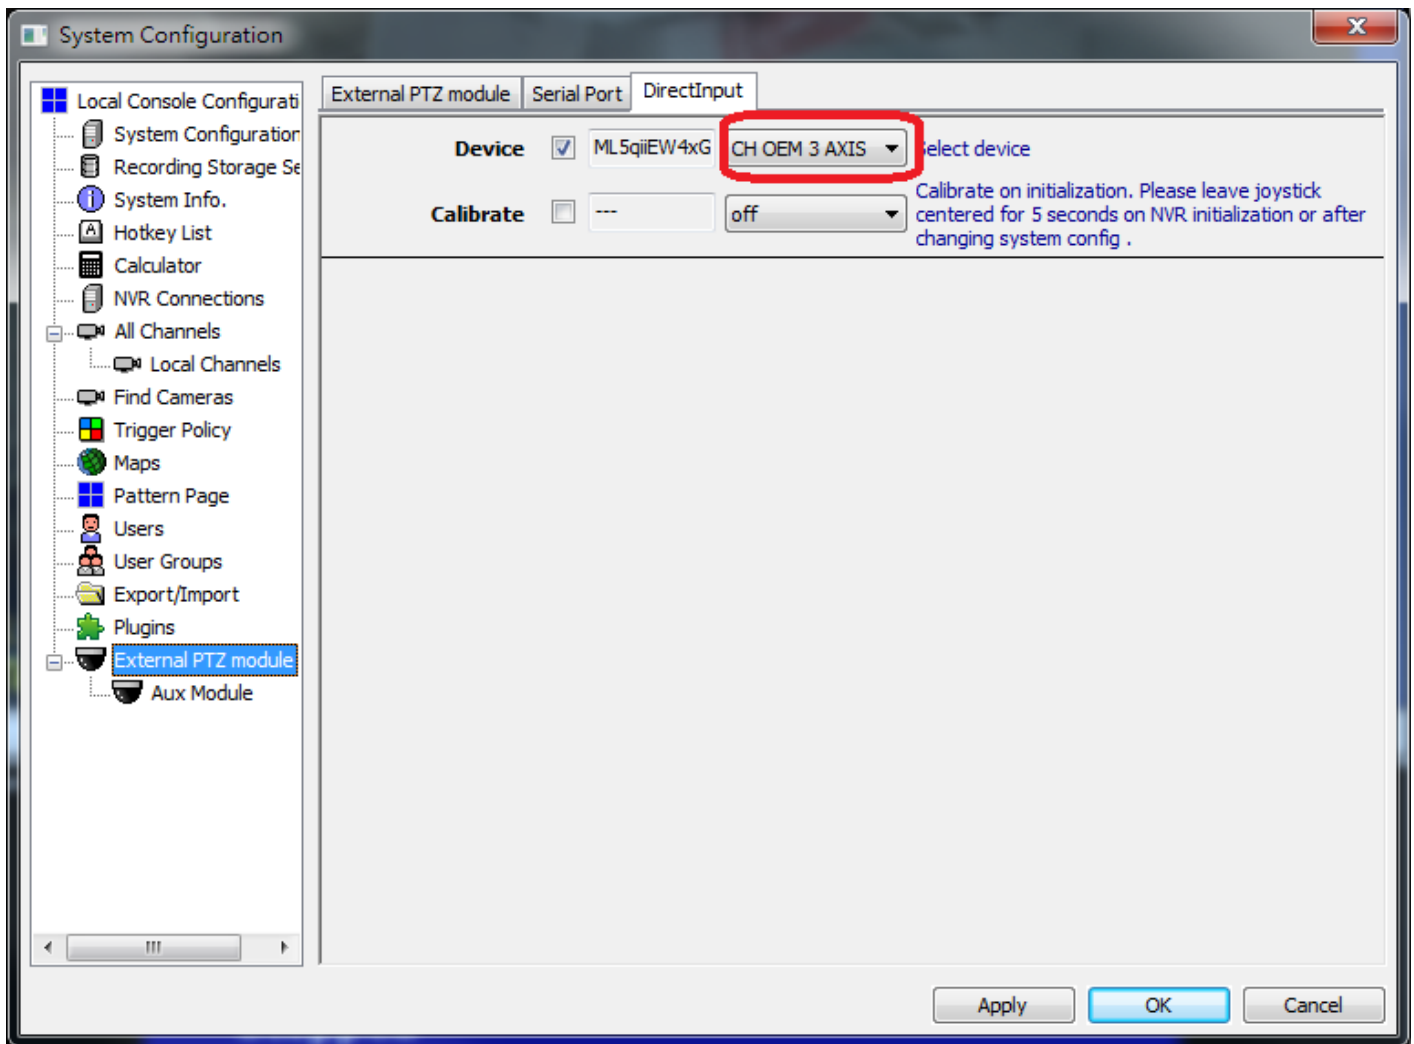 System Configuration
x
Local Console Configurati
System Configuration
Recording Storage Se
System Info.
Hotkey List
Calculator
NVR Connections
All Channels
Local Channels
Find Cameras
Trigger Policy
Maps
Pattern Page
Users
User Groups
Export/Import
Plugins
External PTZ module
Aux Module
External PTZ module Serial Port DirectInput
Device ML5qiiEW4xG CH OEM 3 AXIS Select device
Calibrate --- off Calibrate on initialization. Please leave joystick
centered for 5 seconds on NVR initialization or after
changing system config .
Apply OK Cancel